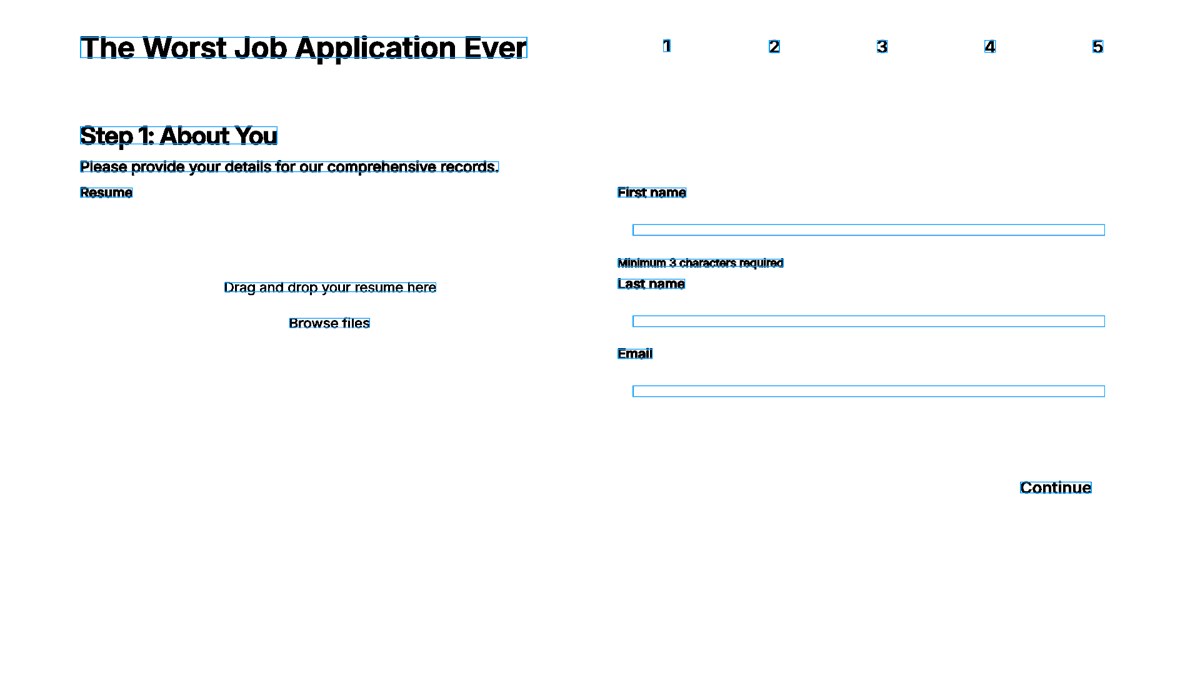 The Worst Job Application Ever
1 2 3 4 5
Step 1: About You
Please provide your details for our comprehensive records.
Resume
Drag and drop your resume here
Browse files
First name
Minimum 3 characters required
Last name
Email
Continue